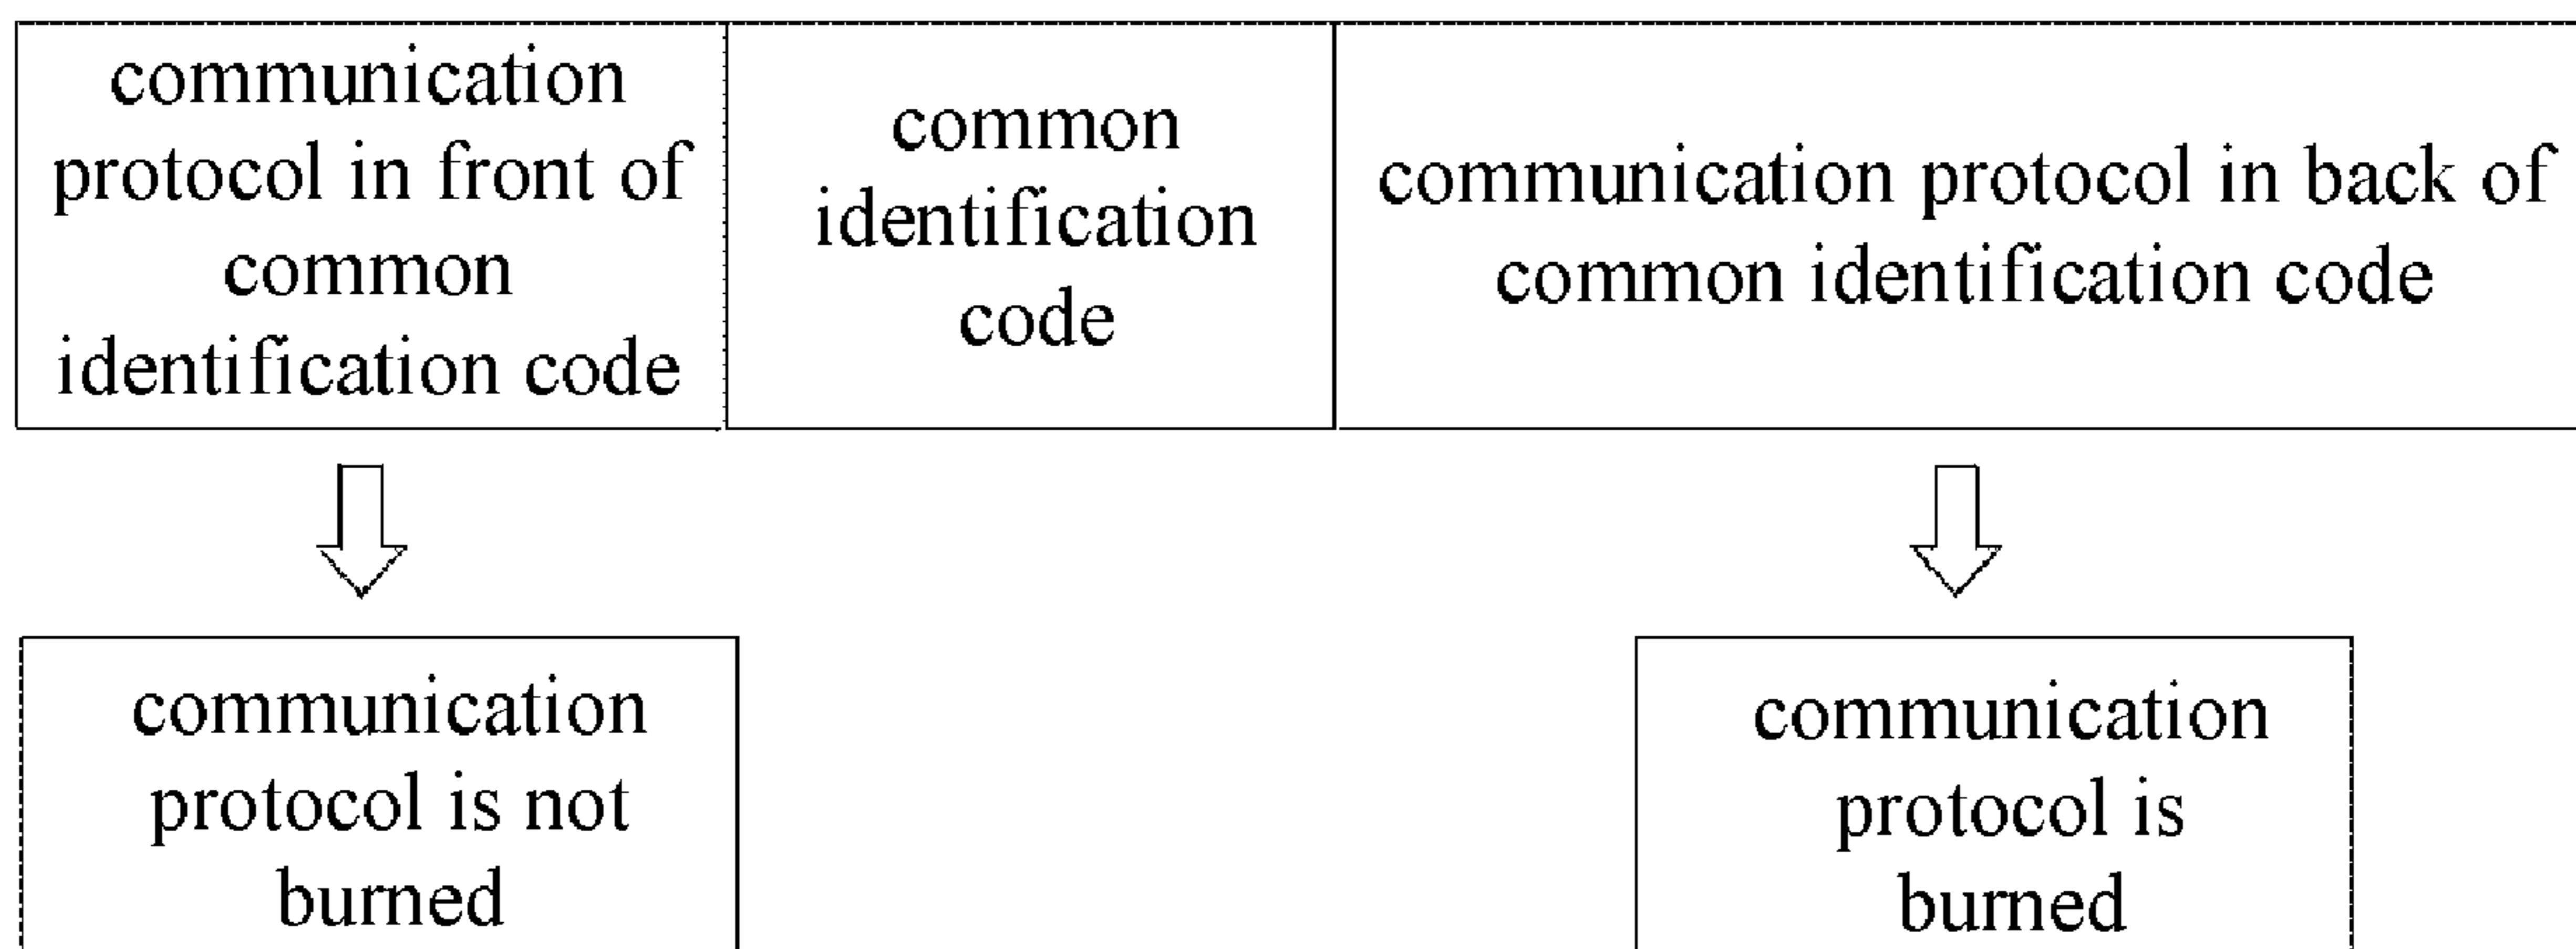 communication
protocol in front of
common
identification code
common
identification
code
communication protocol in back of
common identification code
communication
protocol is not
burned
communication
protocol is
burned